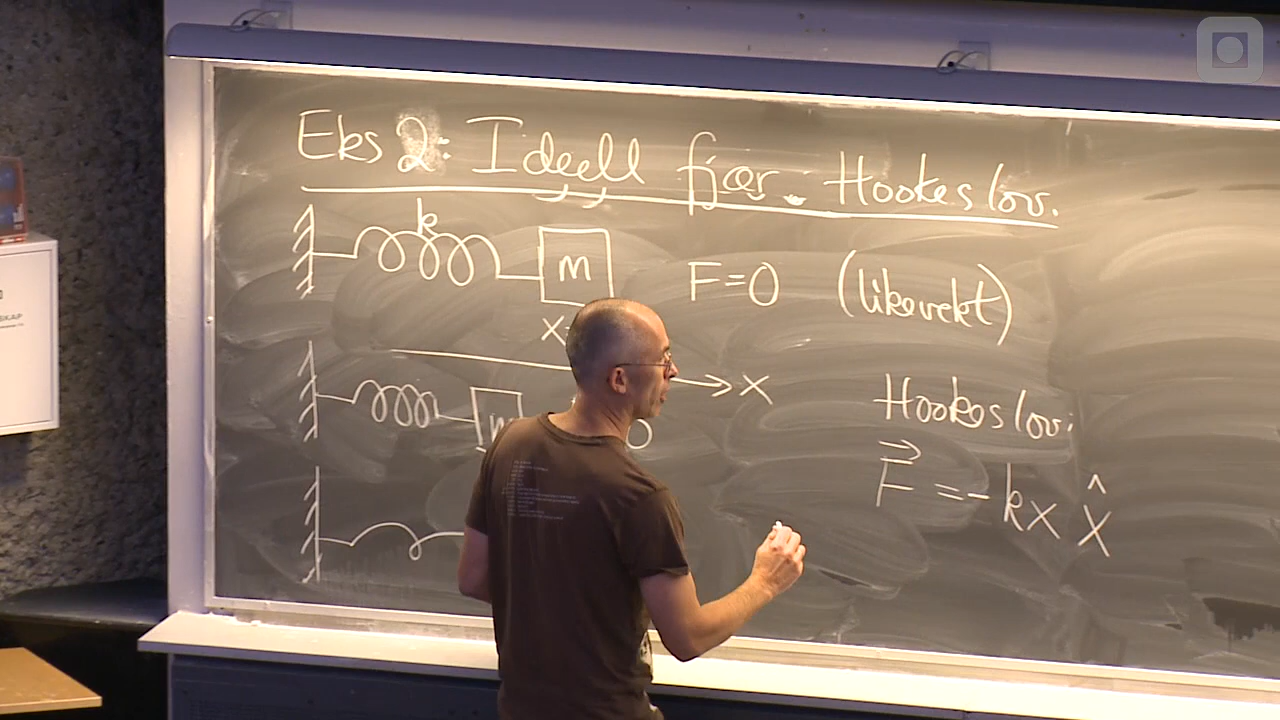 Eks 2: Ideell fjær. Hookes lov.
k
m
F=0 (likevekt)
x
x
m
Hookes lov.
F = -kx x̂